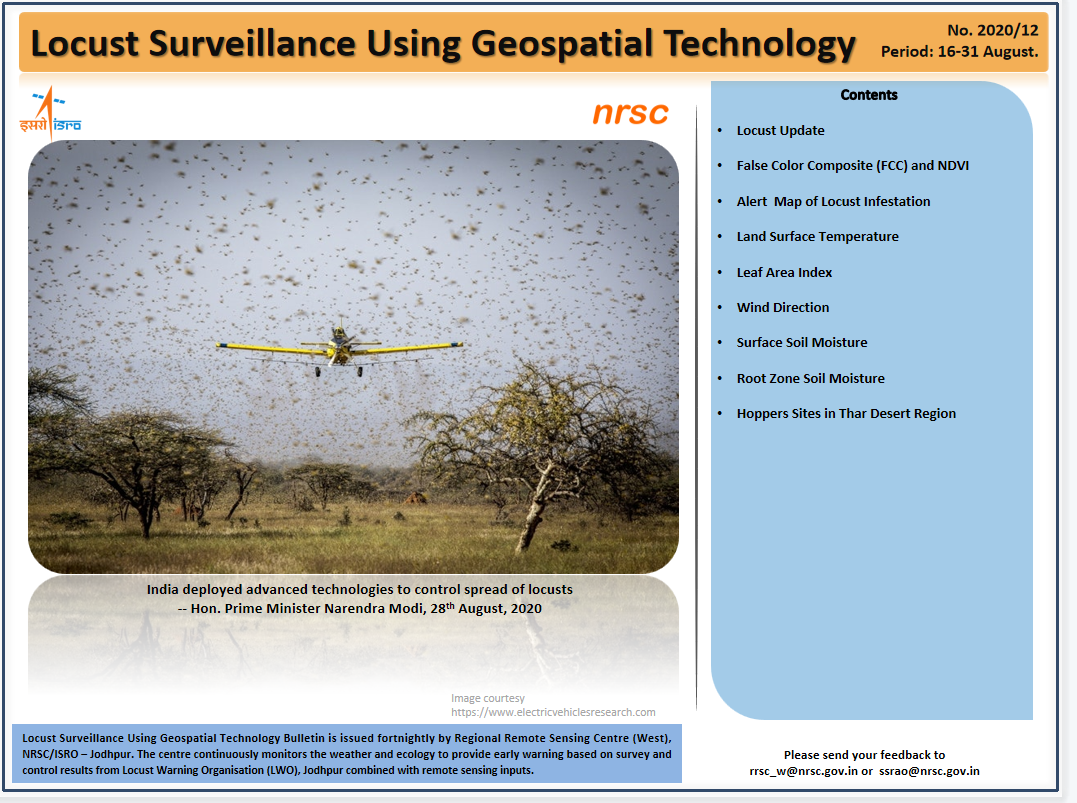 Locust Surveillance Using Geospatial Technology
No. 2020/12
Period: 16-31 August.
इसरो isro
nrsc
India deployed advanced technologies to control spread of locusts
-- Hon. Prime Minister Narendra Modi, 28th August, 2020
Image courtesy
https://www.electricvehiclesresearch.com
Locust Surveillance Using Geospatial Technology Bulletin is issued fortnightly by Regional Remote Sensing Centre (West),
NRSC/ISRO – Jodhpur. The centre continuously monitors the weather and ecology to provide early warning based on survey and
control results from Locust Warning Organisation (LWO), Jodhpur combined with remote sensing inputs.
Contents
• Locust Update
• False Color Composite (FCC) and NDVI
• Alert  Map of Locust Infestation
• Land Surface Temperature
• Leaf Area Index
• Wind Direction
• Surface Soil Moisture
• Root Zone Soil Moisture
• Hoppers Sites in Thar Desert Region
Please send your feedback to
rrsc_w@nrsc.gov.in or  ssrao@nrsc.gov.in